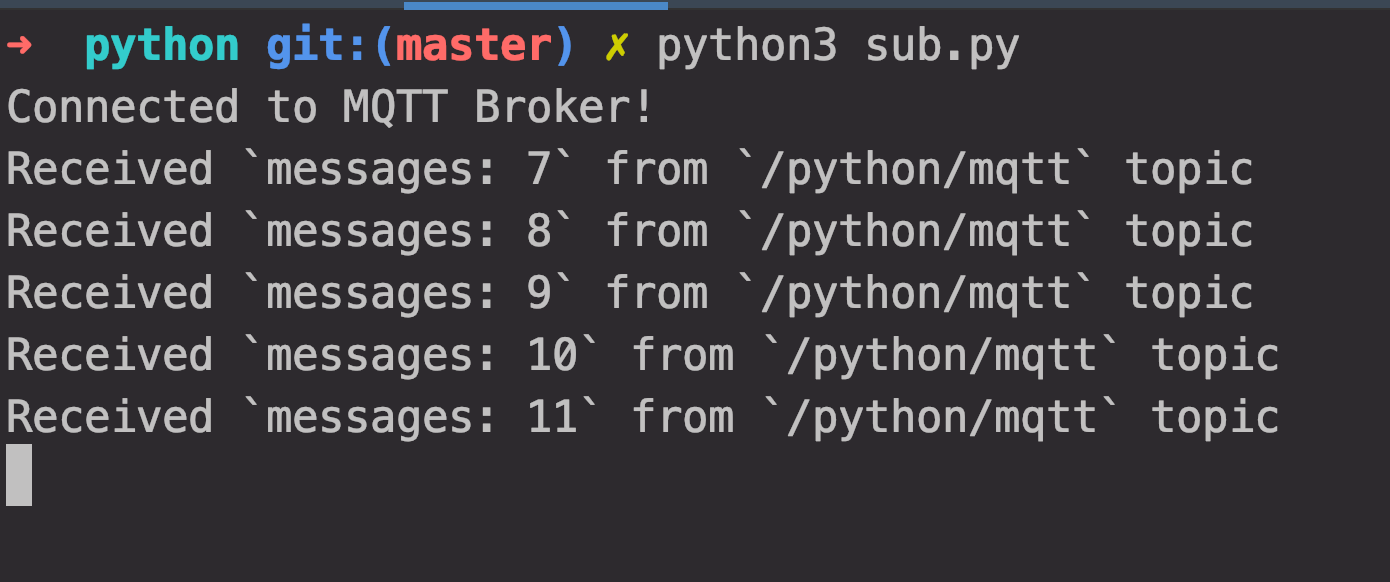 ➜  python git:(master) ✗ python3 sub.py
Connected to MQTT Broker!
Received `messages: 7` from `/python/mqtt` topic
Received `messages: 8` from `/python/mqtt` topic
Received `messages: 9` from `/python/mqtt` topic
Received `messages: 10` from `/python/mqtt` topic
Received `messages: 11` from `/python/mqtt` topic